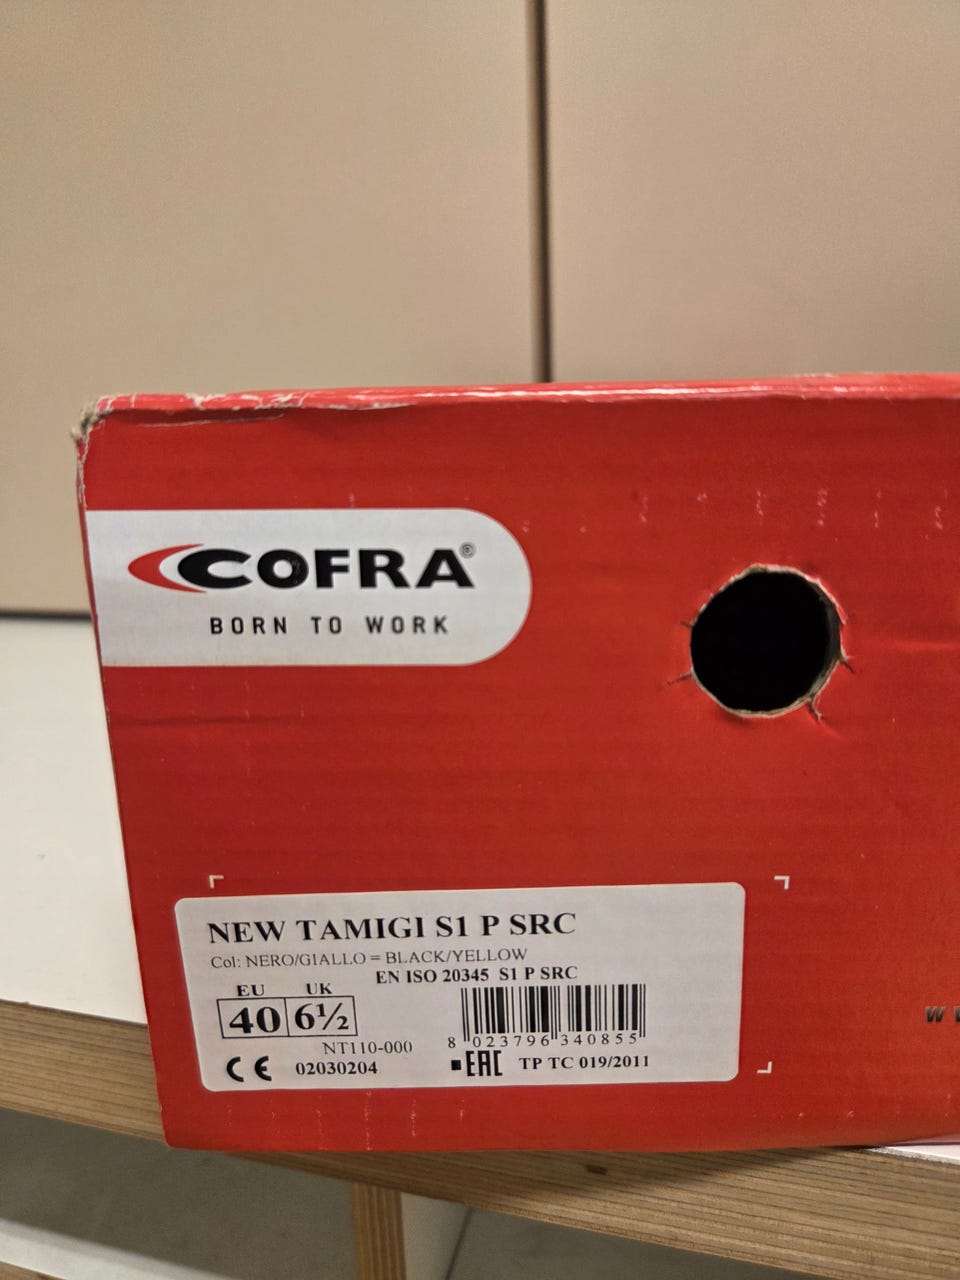 COFRA®
BORN TO WORK
NEW TAMIGI S1 P SRC
Col: NERO/GIALLO = BLACK/YELLOW
EN ISO 20345 S1 P SRC
EU UK
40 6½
8 023796 340855
NT110-000
CE 02030204
EAC TP TC 019/2011